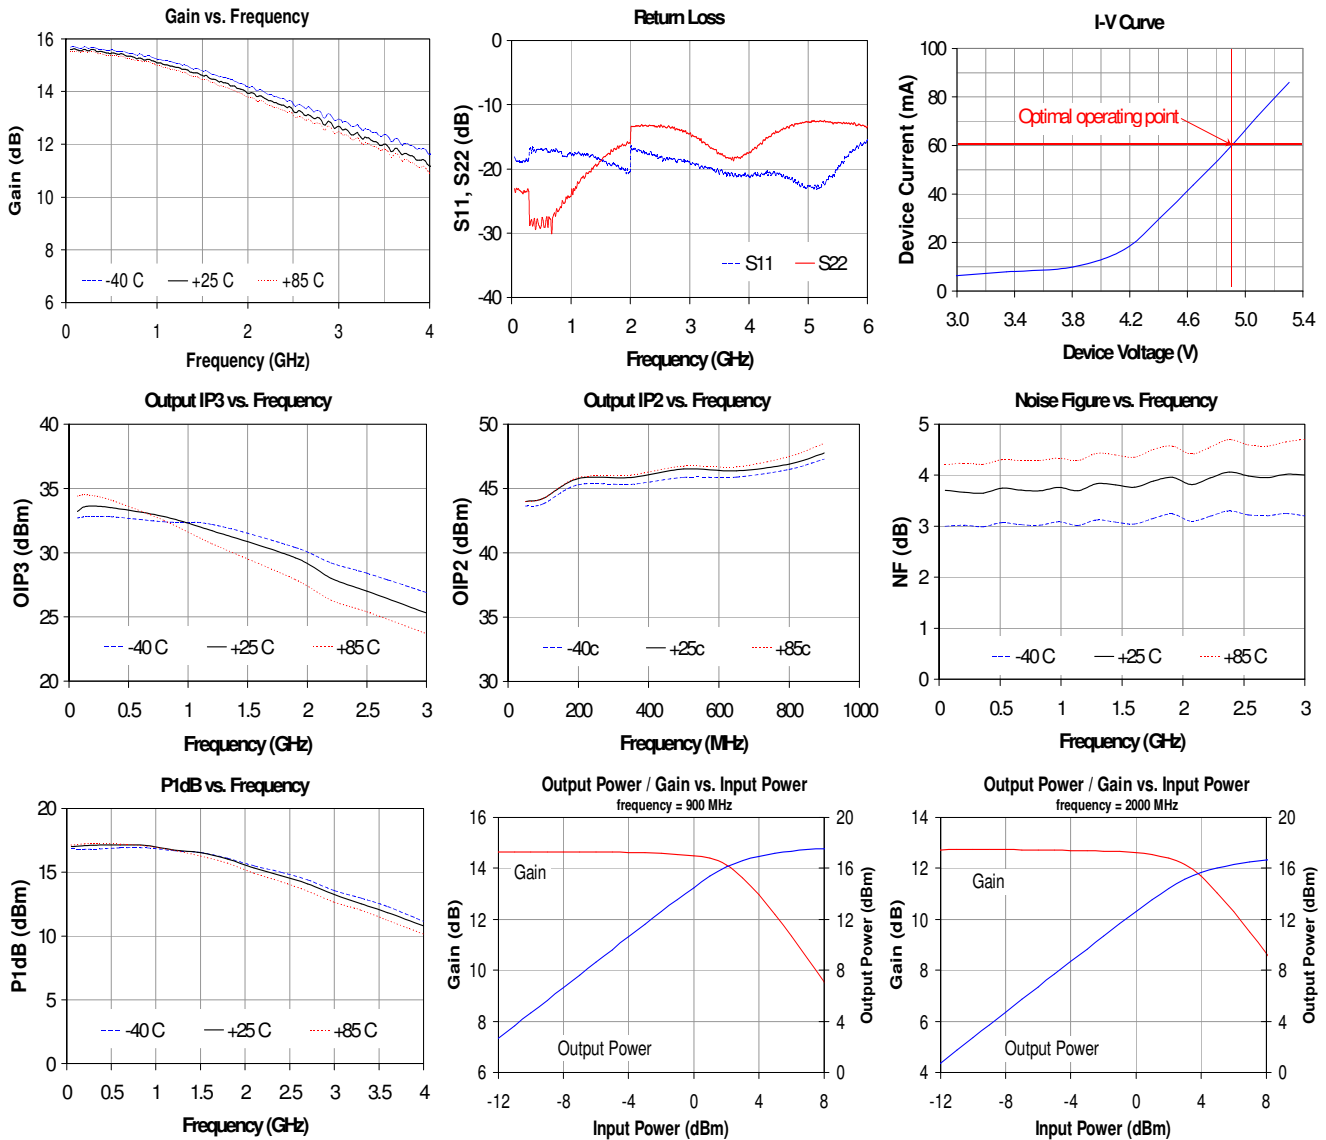 Gain vs. Frequency
Gain (dB)
16
14
12
10
8
6
-40 C +25 C +85 C
0 1 2 3 4
Frequency (GHz)
Return Loss
S11, S22 (dB)
0
-10
-20
-30
-40
S11 S22
0 1 2 3 4 5 6
Frequency (GHz)
I-V Curve
Device Current (mA)
100
80
60
40
20
0
Optimal operating point
3.0 3.4 3.8 4.2 4.6 5.0 5.4
Device Voltage (V)
Output IP3 vs. Frequency
OIP3 (dBm)
40
35
30
25
20
-40 C +25 C +85 C
0 0.5 1 1.5 2 2.5 3
Frequency (GHz)
Output IP2 vs. Frequency
OIP2 (dBm)
50
45
40
35
30
-40c +25c +85c
0 200 400 600 800 1000
Frequency (MHz)
Noise Figure vs. Frequency
NF (dB)
5
4
3
2
1
0
-40 C +25 C +85 C
0 0.5 1 1.5 2 2.5 3
Frequency (GHz)
P1dB vs. Frequency
P1dB (dBm)
20
15
10
5
0
-40 C +25 C +85 C
0 0.5 1 1.5 2 2.5 3 3.5 4
Frequency (GHz)
Output Power / Gain vs. Input Power
frequency = 900 MHz
Gain (dB)
16
14
12
10
8
6
Gain
Output Power
20
16
12
8
4
0
Output Power (dBm)
-12 -8 -4 0 4 8
Input Power (dBm)
Output Power / Gain vs. Input Power
frequency = 2000 MHz
Gain (dB)
14
12
10
8
6
4
Gain
Output Power
20
16
12
8
4
0
Output Power (dBm)
-12 -8 -4 0 4 8
Input Power (dBm)